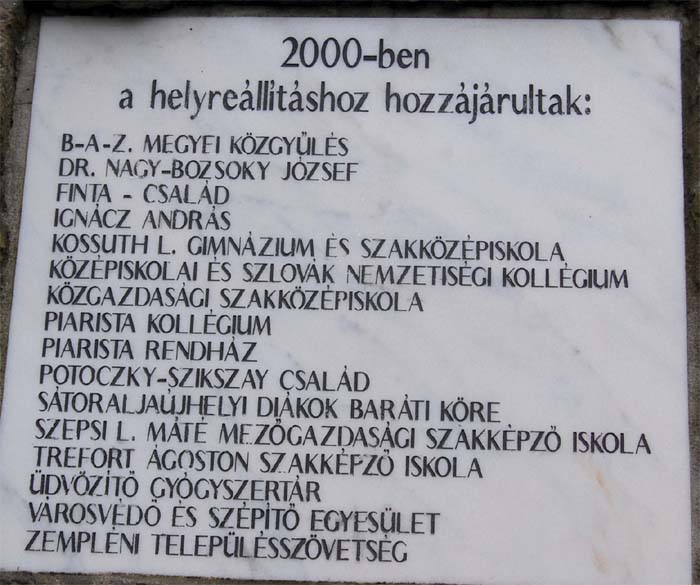 2000-ben
a helyreállításhoz hozzájárultak:
B-A-Z. MEGYEI KÖZGYŰLÉS
DR. NAGY-BOZSOKY JÓZSEF
FINTA - CSALÁD
IGNÁCZ ANDRÁS
KOSSUTH L. GIMNÁZIUM ÉS SZAKKÖZÉPISKOLA
KÖZÉPISKOLAI ÉS SZLOVÁK NEMZETISÉGI KOLLÉGIUM
KÖZGAZDASÁGI SZAKKÖZÉPISKOLA
PIARISTA KOLLÉGIUM
PIARISTA RENDHÁZ
POTOCZKY-SZIKSZAY CSALÁD
SÁTORALJAÚJHELYI DIÁKOK BARÁTI KÖRE
SZEPSI L. MÁTÉ MEZŐGAZDASÁGI SZAKKÉPZŐ ISKOLA
TREFORT ÁGOSTON SZAKKÉPZŐ ISKOLA
ÜDVÖZÍTŐ GYÓGYSZERTÁR
VÁROSVÉDŐ ÉS SZÉPÍTŐ EGYESÜLET
ZEMPLÉNI TELEPÜLÉSSZÖVETSÉG